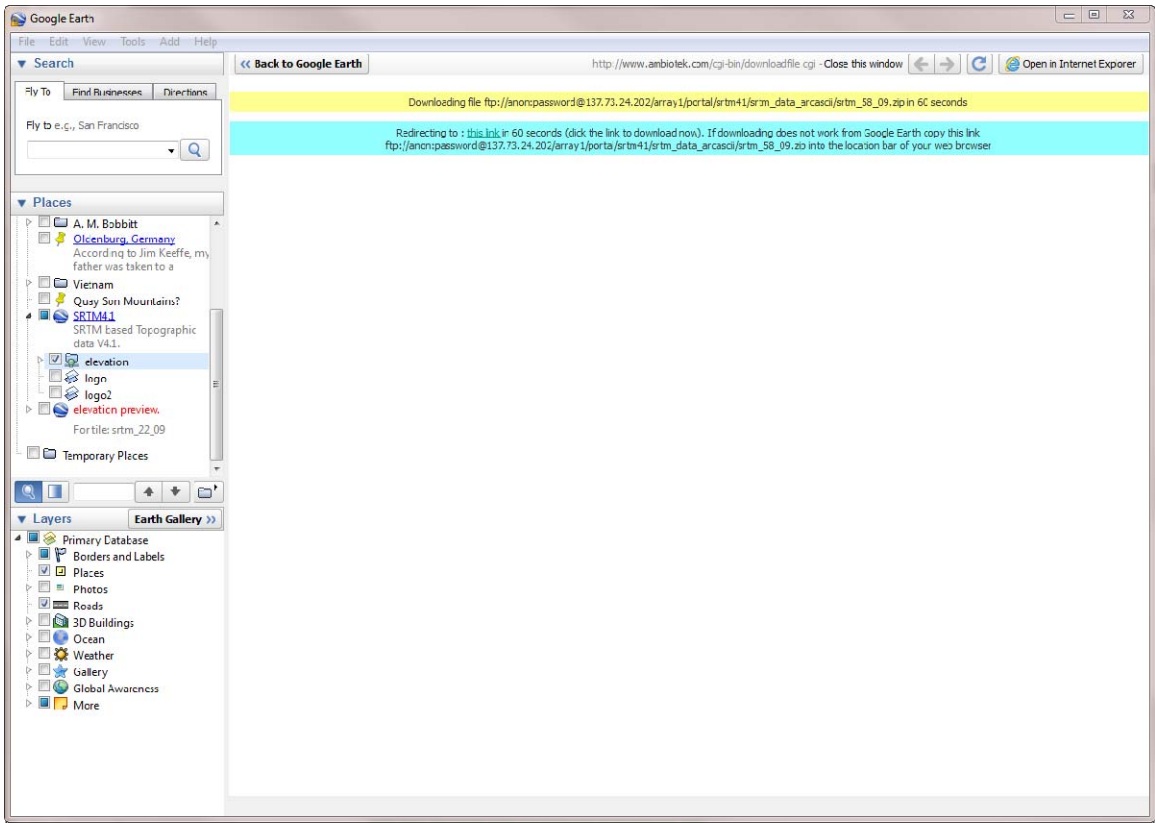 Google Earth
File Edit View Tools Add Help
Search
<< Back to Google Earth
http://www.ambiotek.com/cgi-bin/downloadfile.cgi - Close this window
Open in Internet Exporer
Fly To
Find Businesses
Directions
Downloading file ftp://anon:password@137.73.24.202/array1/portal/srtm41/srtm_data_arcascii/srtm_58_09.zip in 60 seconds
Fly to e.g., San Francisco
Redirecting to : this link in 60 seconds (click the link to download now). If downloading does not work from Google Earth copy this link
ftp://anon:password@137.73.24.202/array1/portal/srtm41/srtm_data_arcascii/srtm_58_09.zip into the location bar of your web browser
Places
A. M. Bobbitt
Oldenburg, Germany
According to Jim Keeffe, my
father was taken to a
Vietnam
Quay Son Mountains?
SRTM4.1
SRTM based Topographic
data V4.1.
elevation
logo
logo2
elevation preview.
For tile: srtm_22_09
Temporary Places
Layers
Earth Gallery >>
Primary Database
Borders and Labels
Places
Photos
Roads
3D Buildings
Ocean
Weather
Gallery
Global Awareness
More